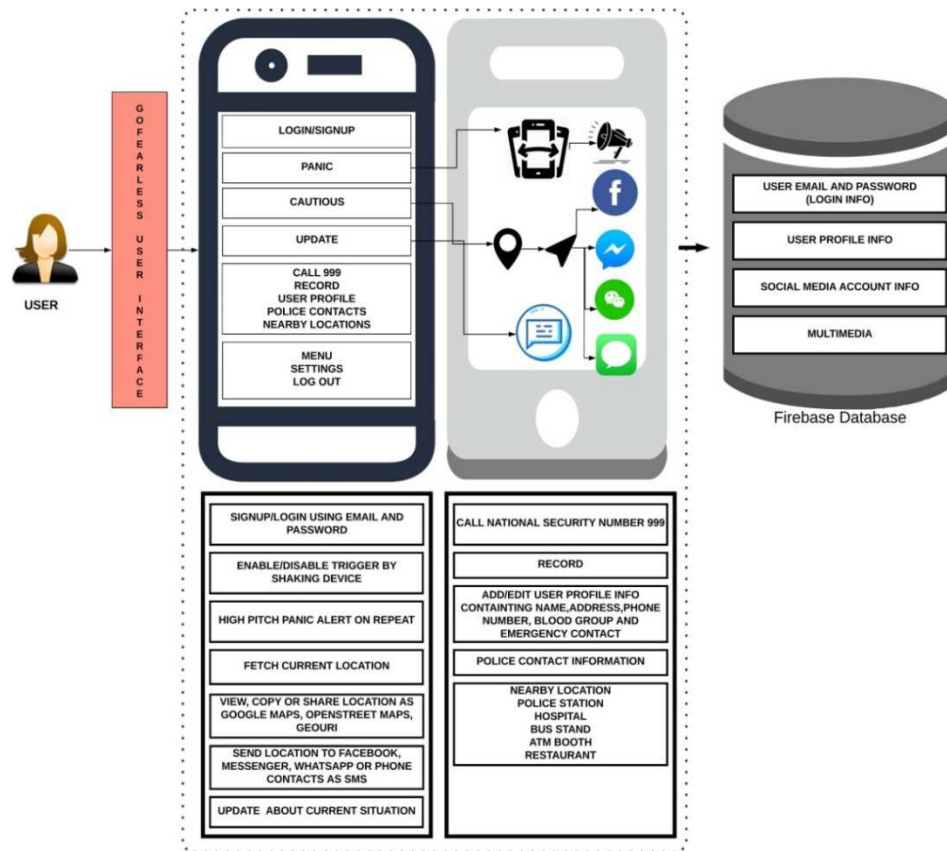 GOFEARLESS USER INTERFACE
USER
LOGIN/SIGNUP
PANIC
CAUTIOUS
UPDATE
CALL 999
RECORD
USER PROFILE
POLICE CONTACTS
NEARBY LOCATIONS
MENU
SETTINGS
LOG OUT
f
USER EMAIL AND PASSWORD
(LOGIN INFO)
USER PROFILE INFO
SOCIAL MEDIA ACCOUNT INFO
MULTIMEDIA
Firebase Database
SIGNUP/LOGIN USING EMAIL AND
PASSWORD
ENABLE/DISABLE TRIGGER BY
SHAKING DEVICE
HIGH PITCH PANIC ALERT ON REPEAT
FETCH CURRENT LOCATION
VIEW, COPY OR SHARE LOCATION AS
GOOGLE MAPS, OPENSTREET MAPS,
GEOURI
SEND LOCATION TO FACEBOOK,
MESSENGER, WHATSAPP OR PHONE
CONTACTS AS SMS
UPDATE ABOUT CURRENT SITUATION
CALL NATIONAL SECURITY NUMBER 999
RECORD
ADD/EDIT USER PROFILE INFO
CONTAINTING NAME,ADDRESS,PHONE
NUMBER, BLOOD GROUP AND
EMERGENCY CONTACT
POLICE CONTACT INFORMATION
NEARBY LOCATION
POLICE STATION
HOSPITAL
BUS STAND
ATM BOOTH
RESTAURANT